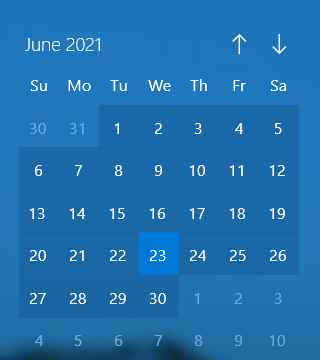 June 2021
Su Mo Tu We Th Fr Sa
30 31 1 2 3 4 5
6 7 8 9 10 11 12
13 14 15 16 17 18 19
20 21 22 23 24 25 26
27 28 29 30 1 2 3
4 5 6 7 8 9 10